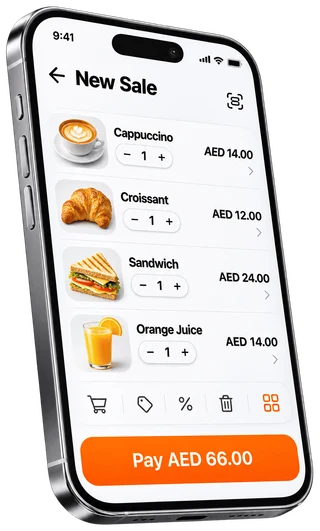 9:41
New Sale
Cappuccino
− 1 +
AED 14.00
Croissant
− 1 +
AED 12.00
Sandwich
− 1 +
AED 24.00
Orange Juice
− 1 +
AED 14.00
%
Pay AED 66.00